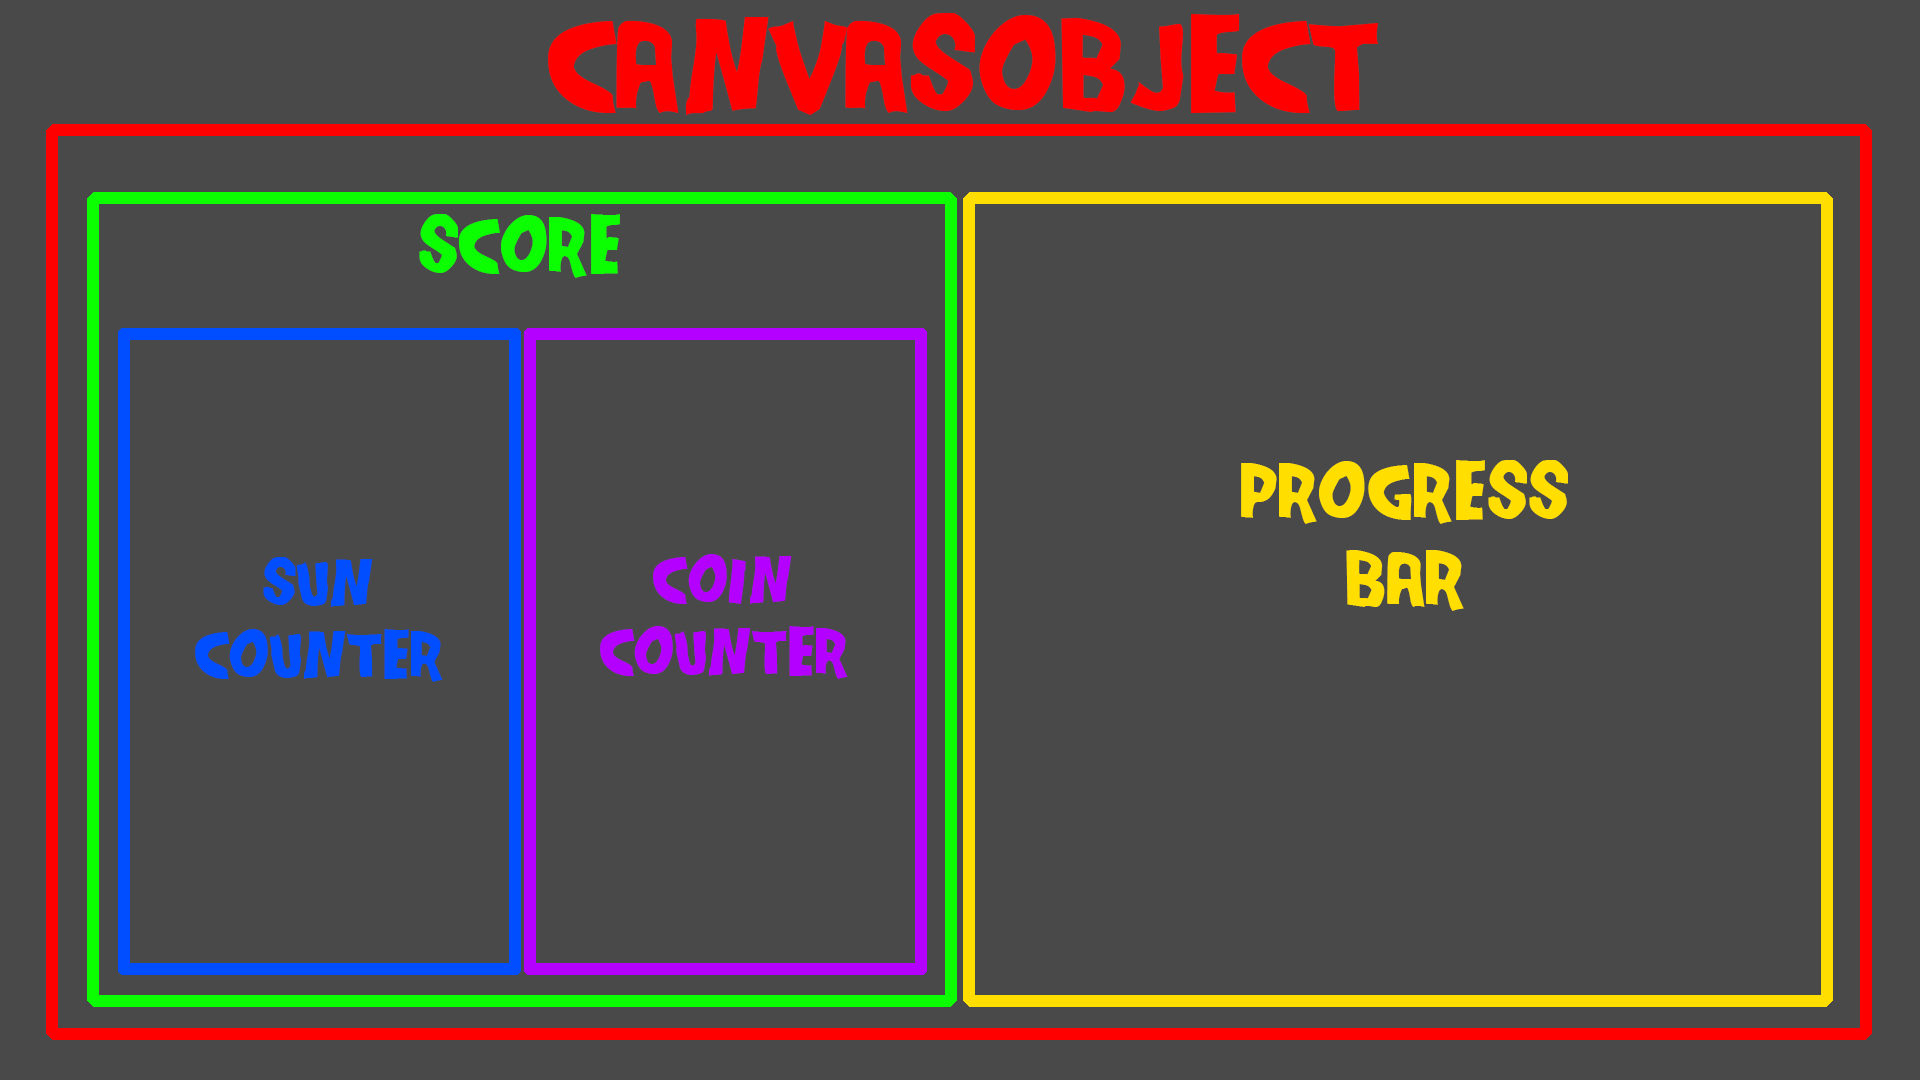 CANVASOBJECT
SCORE
SUN
COUNTER
COIN
COUNTER
PROGRESS
BAR